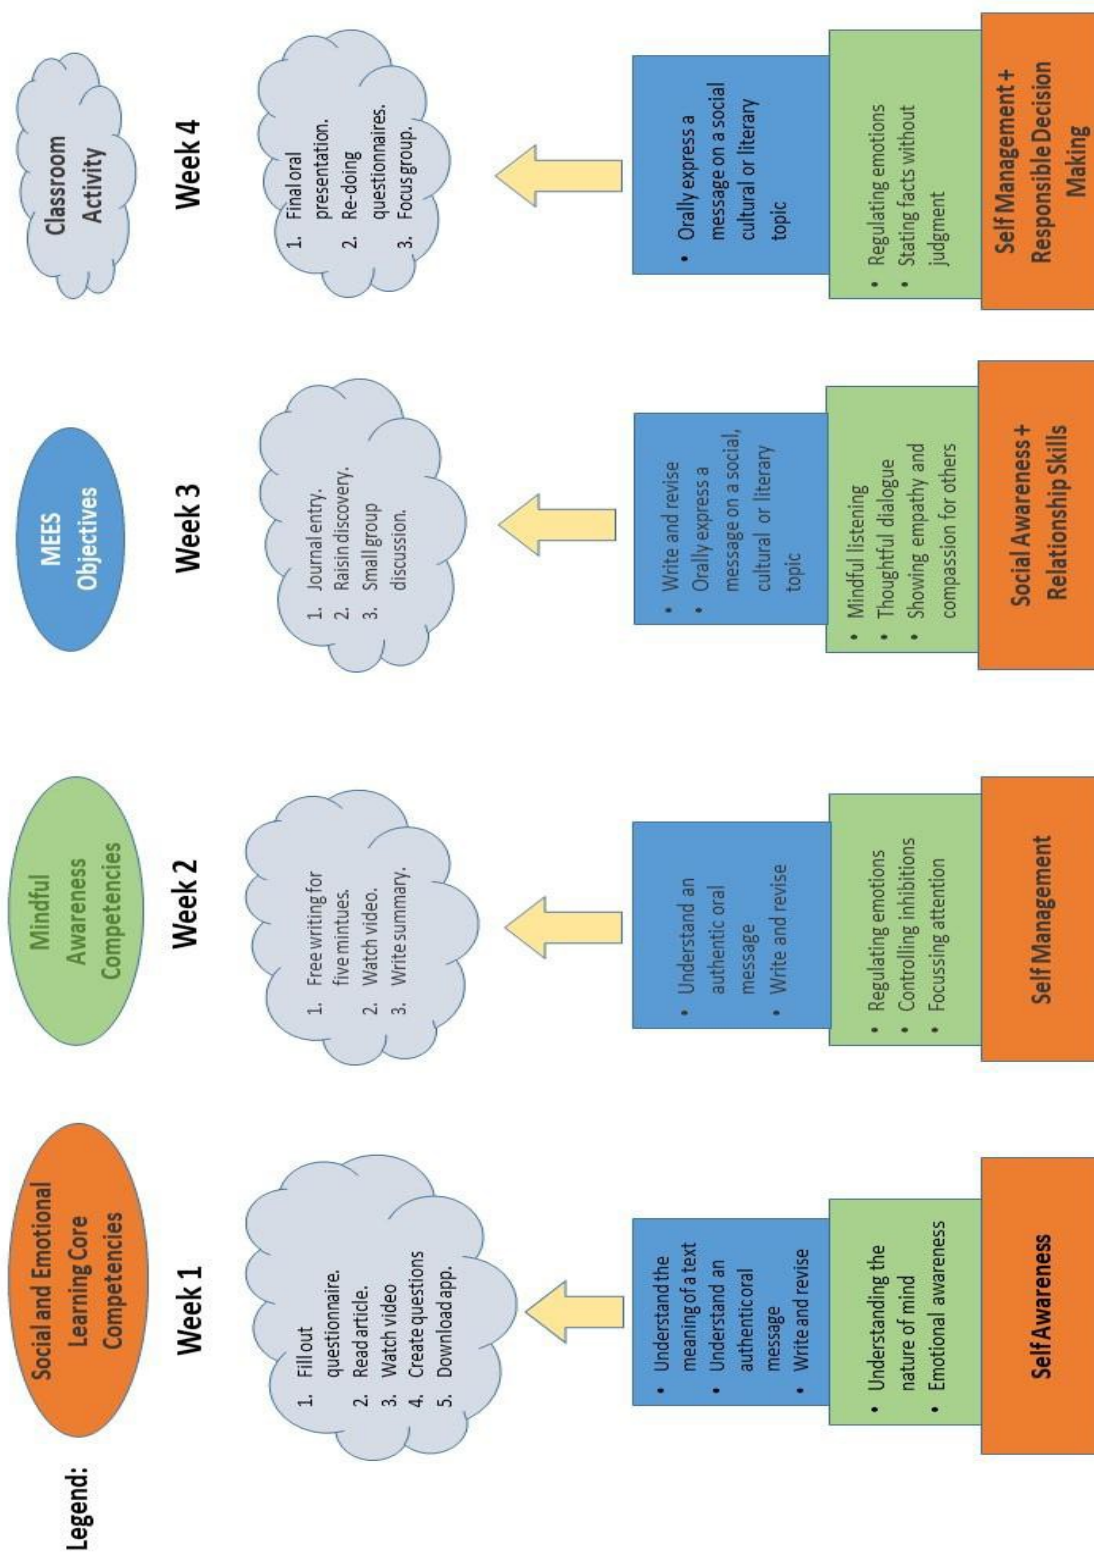 Legend:
Social and Emotional
Learning Core
Competencies
Mindful
Awareness
Competencies
MEES
Objectives
Classroom
Activity
Week 1
1. Fill out
questionnaire.
2. Read article.
3. Watch video
4. Create questions
5. Download app.
• Understand the
meaning of a text
• Understand an
authentic oral
message
• Write and revise
• Understanding the
nature of mind
• Emotional awareness
Self Awareness
Week 2
1. Free writing for
five mintues.
2. Watch video.
3. Write summary.
• Understand an
authentic oral
message
• Write and revise
• Regulating emotions
• Controlling inhibitions
• Focussing attention
Self Management
Week 3
1. Journal entry.
2. Raisin discovery.
3. Small group
discussion.
• Write and revise
• Orally express a
message on a social,
cultural or literary
topic
• Mindful listening
• Thoughtful dialogue
• Showing empathy and
compassion for others
Social Awareness +
Relationship Skills
Week 4
1. Final oral
presentation.
2. Re-doing
questionnaires.
3. Focus group.
• Orally express a
message on a social
cultural or literary
topic
• Regulating emotions
• Stating facts without
judgment
Self Management +
Responsible Decision
Making